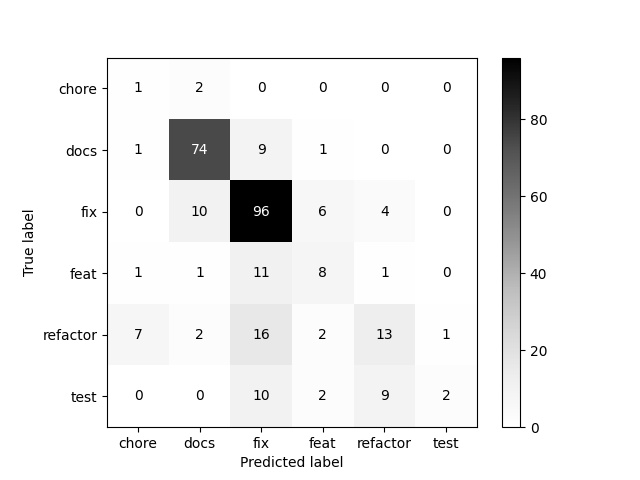 chore 1 2 0 0 0 0
docs 1 74 9 1 0 0
fix 0 10 96 6 4 0
feat 1 1 11 8 1 0
refactor 7 2 16 2 13 1
test 0 0 10 2 9 2
chore docs fix feat refactor test
Predicted label
True label
80
60
40
20
0